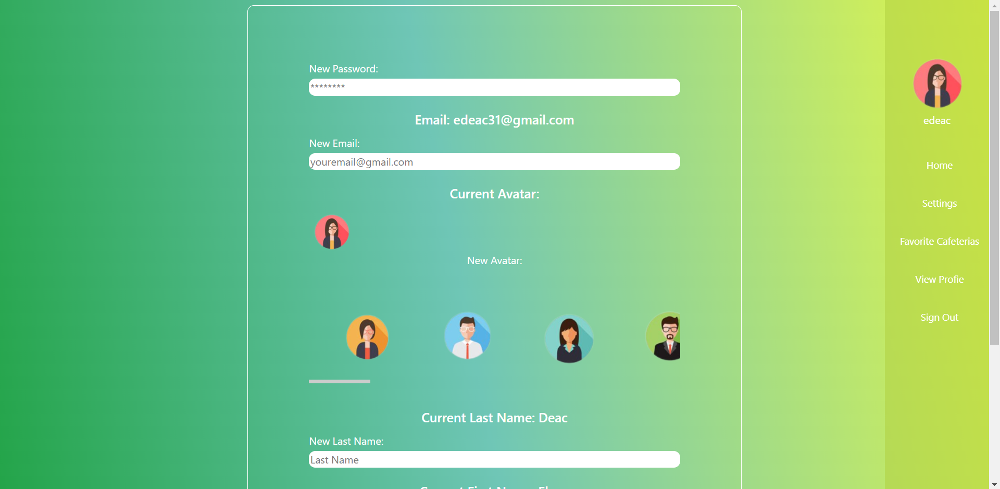 New Password:
********
Email: edeac31@gmail.com
New Email:
youremail@gmail.com
Current Avatar:
New Avatar:
Current Last Name: Deac
New Last Name:
Last Name
edeac
Home
Settings
Favorite Cafeterias
View Profie
Sign Out